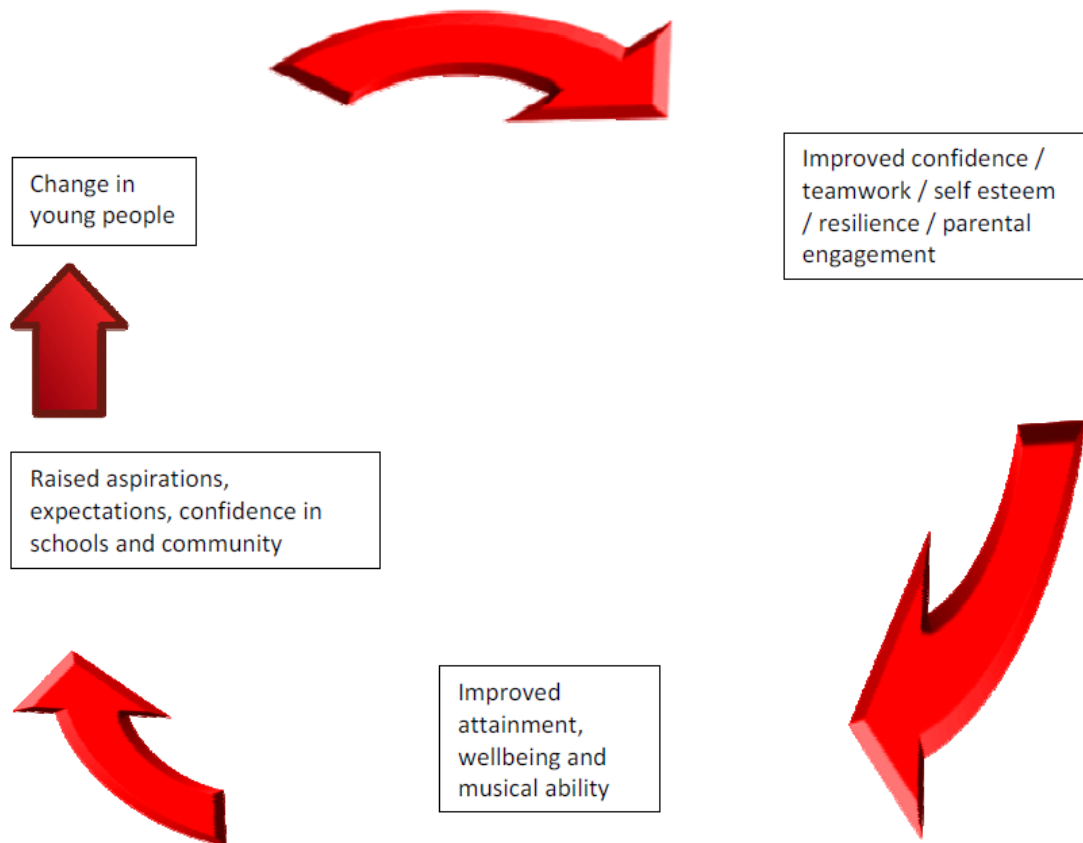 Change in
young people
Improved confidence /
teamwork / self esteem
/ resilience / parental
engagement
Raised aspirations,
expectations, confidence in
schools and community
Improved
attainment,
wellbeing and
musical ability